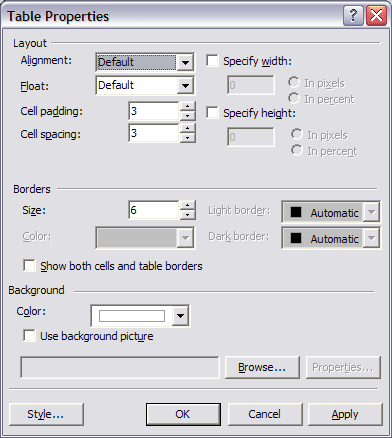 Table Properties
Layout
Alignment: Default Specify width:
0 In pixels
Float: Default In percent
Cell padding: 3 Specify height:
Cell spacing: 3 0 In pixels
In percent
Borders
Size: 6 Light border: Automatic
Color: Dark border: Automatic
Show both cells and table borders
Background
Color:
Use background picture
Browse... Properties...
Style... OK Cancel Apply